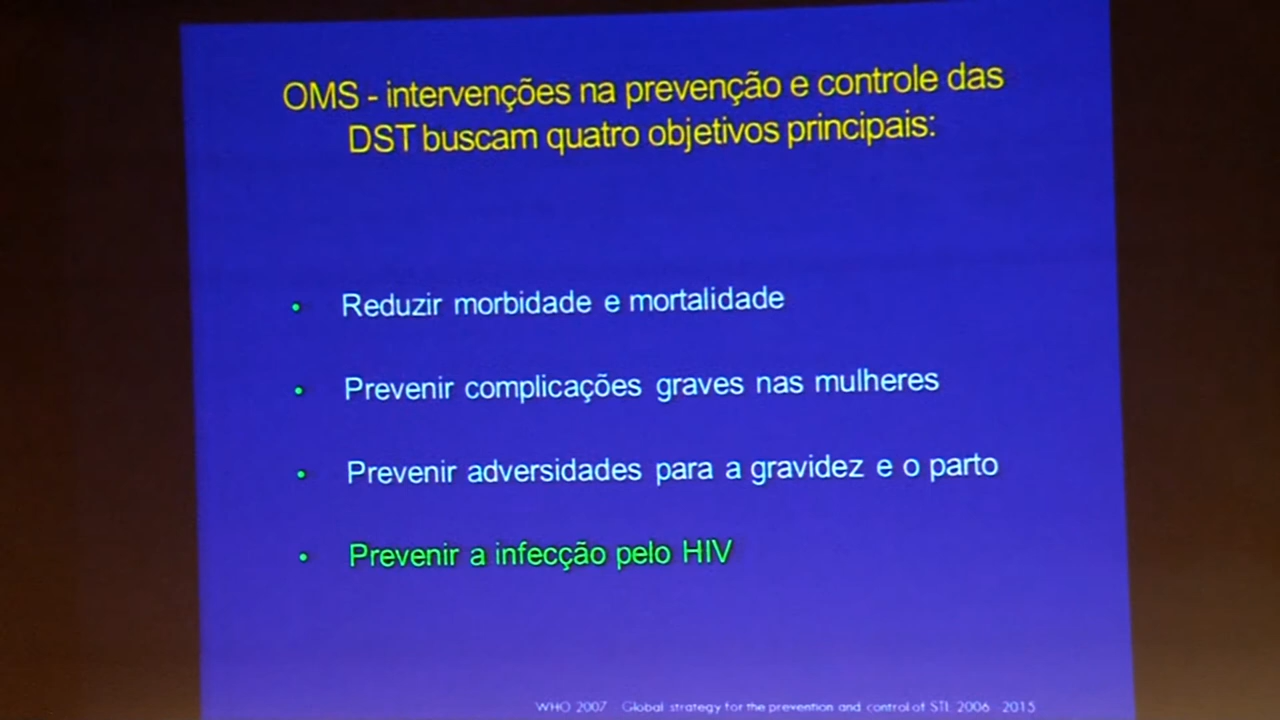 OMS - intervenções na prevenção e controle das
DST buscam quatro objetivos principais:
• Reduzir morbidade e mortalidade
• Prevenir complicações graves nas mulheres
• Prevenir adversidades para a gravidez e o parto
• Prevenir a infecção pelo HIV
WHO 2007 Global strategy for the prevention and control of STI: 2006 - 2015